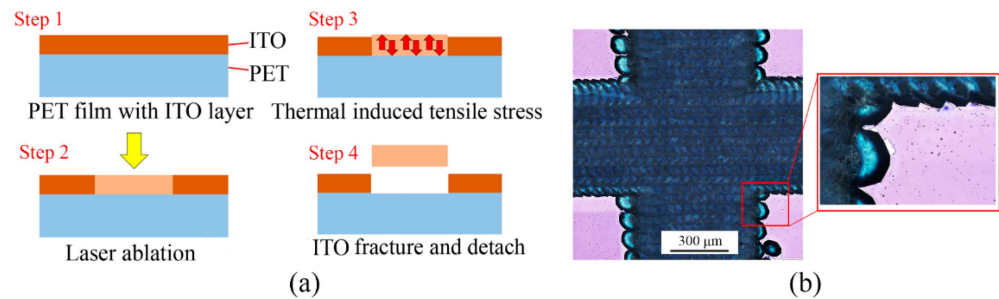 Step 1
ITO
PET
PET film with ITO layer
Step 3
Thermal induced tensile stress
Step 2
Laser ablation
Step 4
ITO fracture and detach
(a)
300 μm
(b)